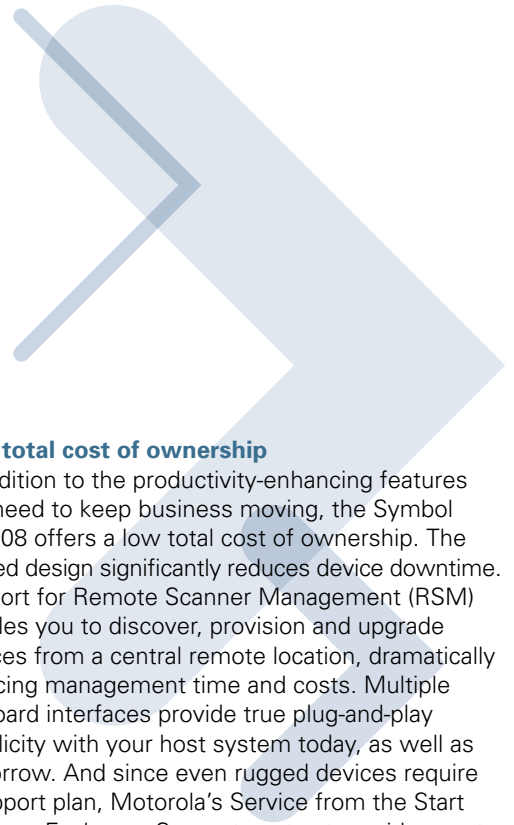 total cost of ownership
dition to the productivity-enhancing features
need to keep business moving, the Symbol
08 offers a low total cost of ownership. The
ed design significantly reduces device downtime.
ort for Remote Scanner Management (RSM)
les you to discover, provision and upgrade
ces from a central remote location, dramatically
cing management time and costs. Multiple
oard interfaces provide true plug-and-play
licity with your host system today, as well as
orrow. And since even rugged devices require
pport plan, Motorola's Service from the Start